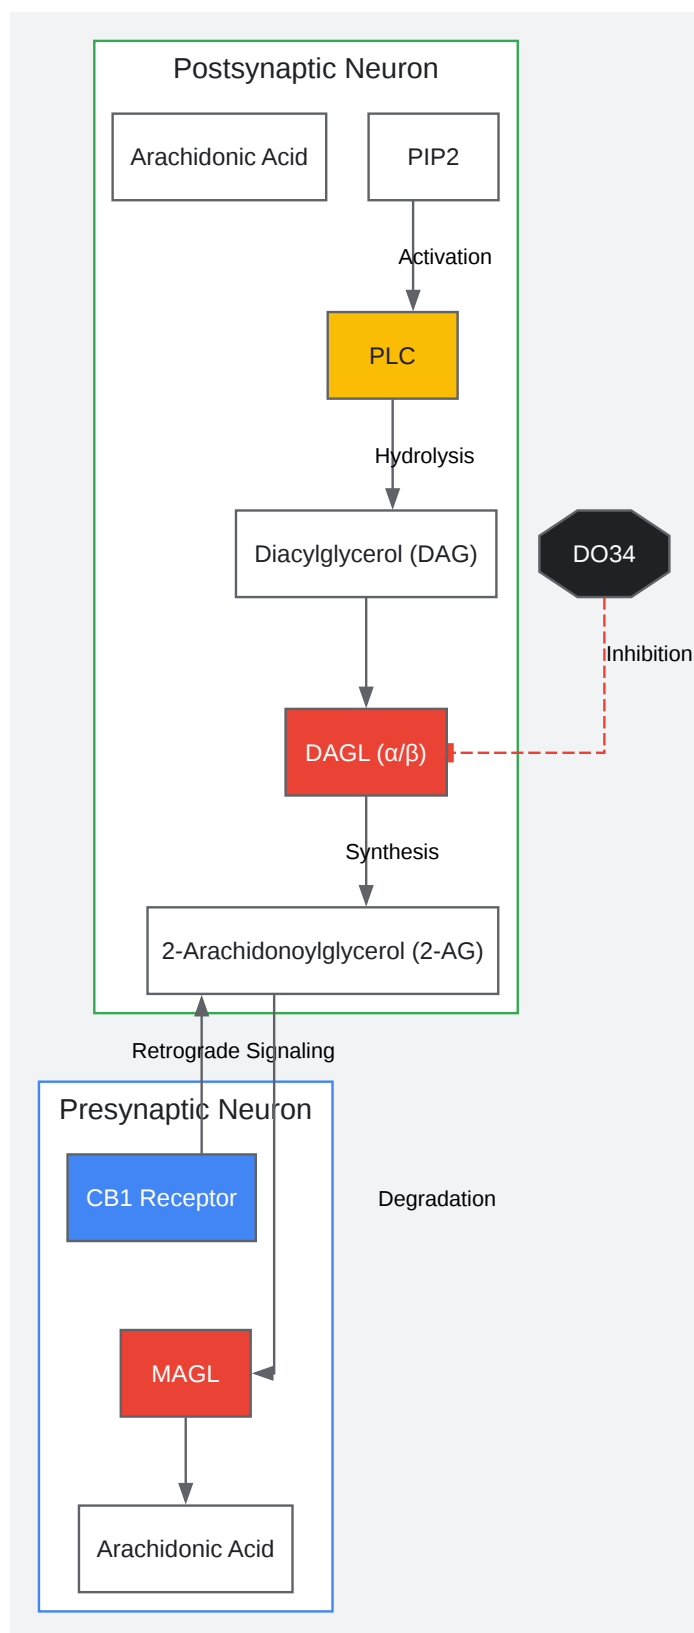 Postsynaptic Neuron
Arachidonic Acid
PIP2
Activation
PLC
Hydrolysis
Diacylglycerol (DAG)
DO34
Inhibition
DAGL (α/β)
Synthesis
2-Arachidonoylglycerol (2-AG)
Retrograde Signaling
Presynaptic Neuron
CB1 Receptor
Degradation
MAGL
Arachidonic Acid